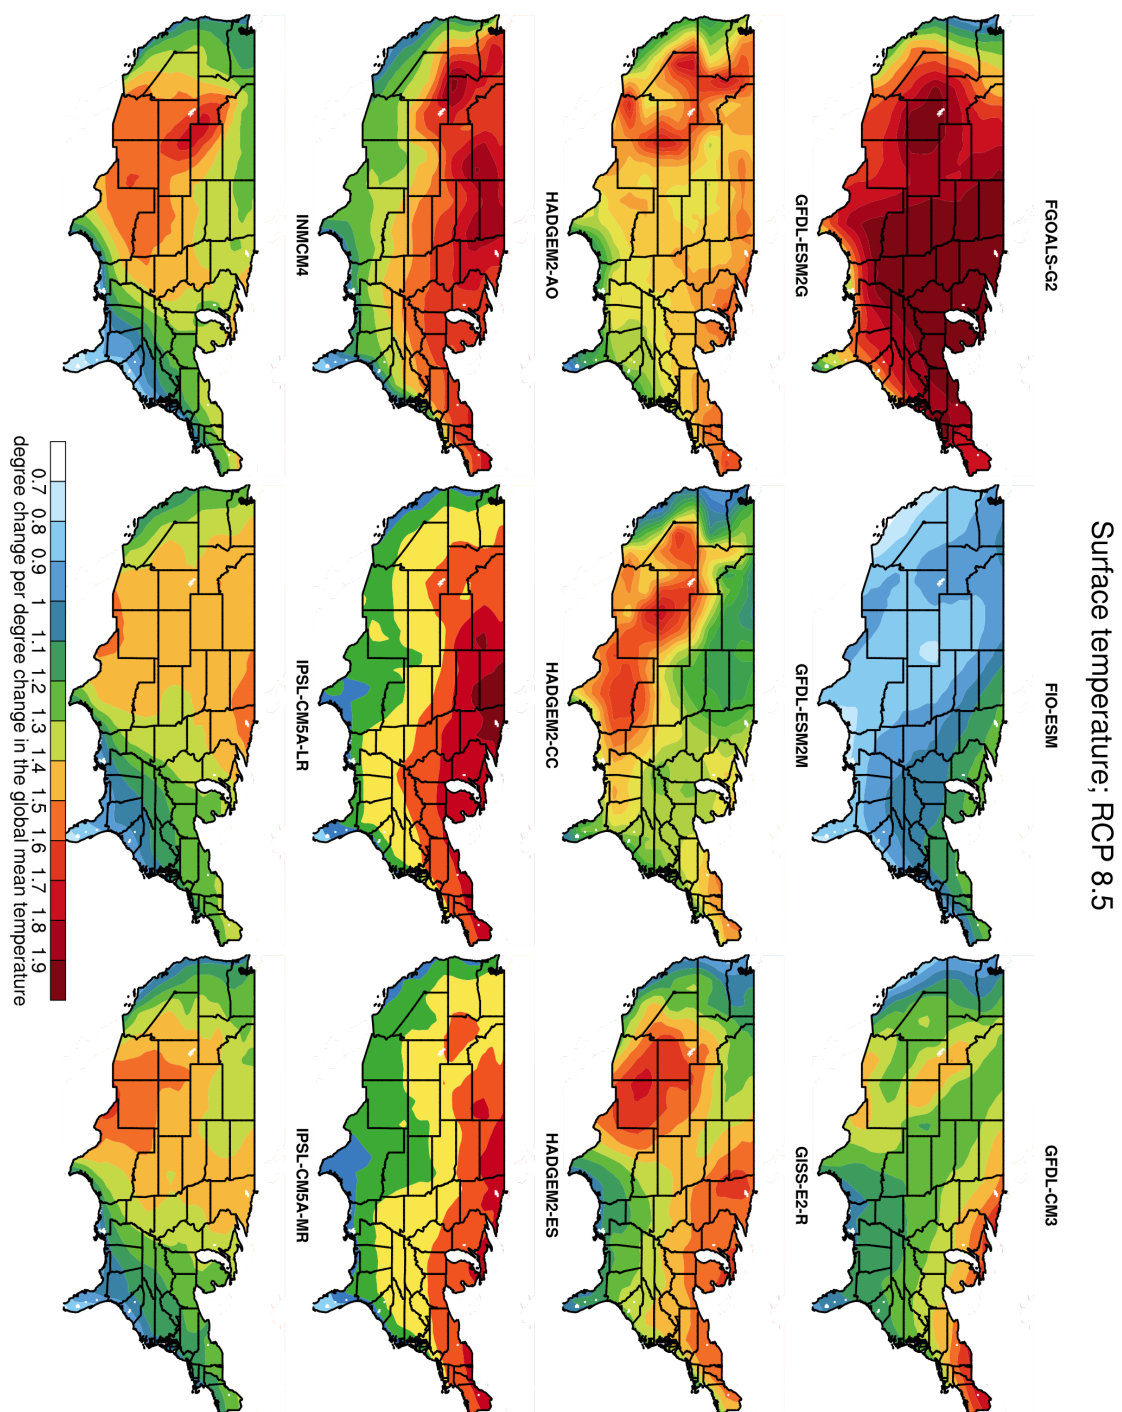 Surface temperature; RCP 8.5
FGOALS-G2
FIO-ESM
GFDL-CM3
GFDL-ESM2G
GFDL-ESM2M
GISS-E2-R
HADGEM2-AO
HADGEM2-CC
HADGEM2-ES
INMCM4
IPSL-CM5A-LR
IPSL-CM5A-MR
0.7 0.8 0.9 1 1.1 1.2 1.3 1.4 1.5 1.6 1.7 1.8 1.9
degree change per degree change in the global mean temperature